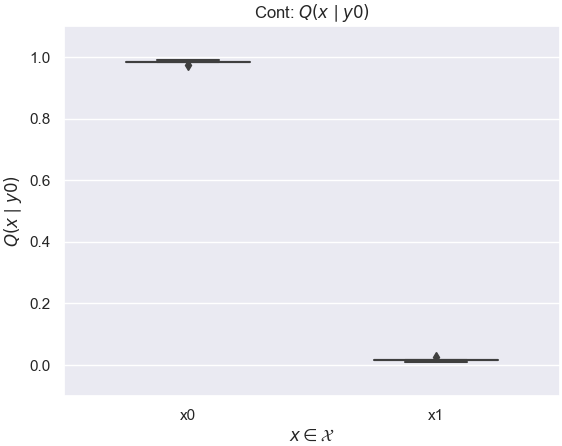 Cont: Q(x | y0)
1.0
0.8
0.6
0.4
0.2
0.0
Q(x | y0)
x0
x1
x ∈ 𝒳